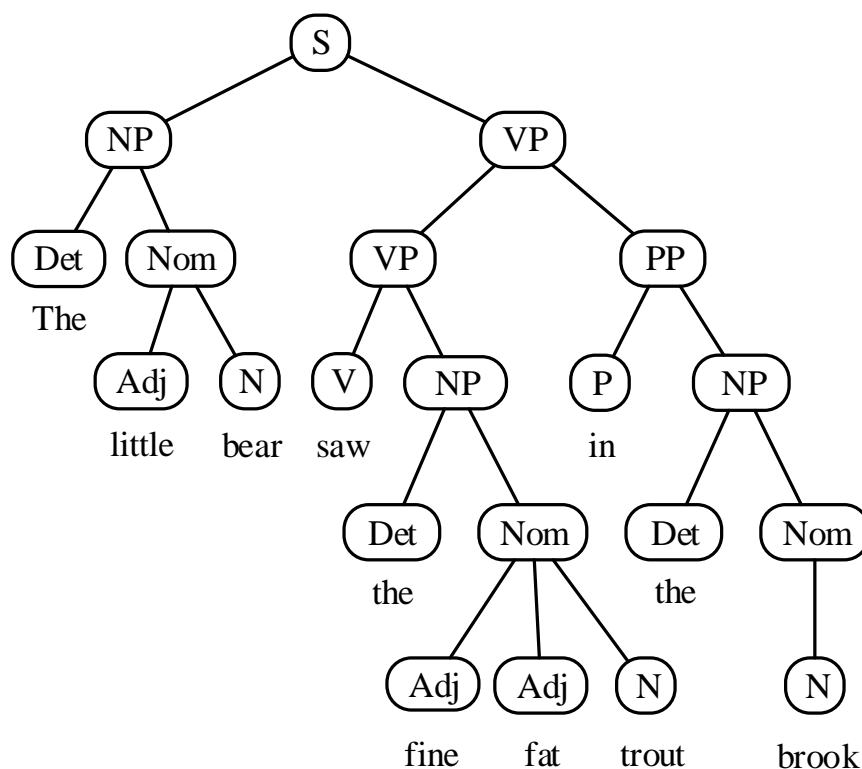 S
NP VP
Det Nom VP PP
The
Adj N V NP P NP
little bear saw in
Det Nom Det Nom
the the
Adj Adj N N
fine fat trout brook